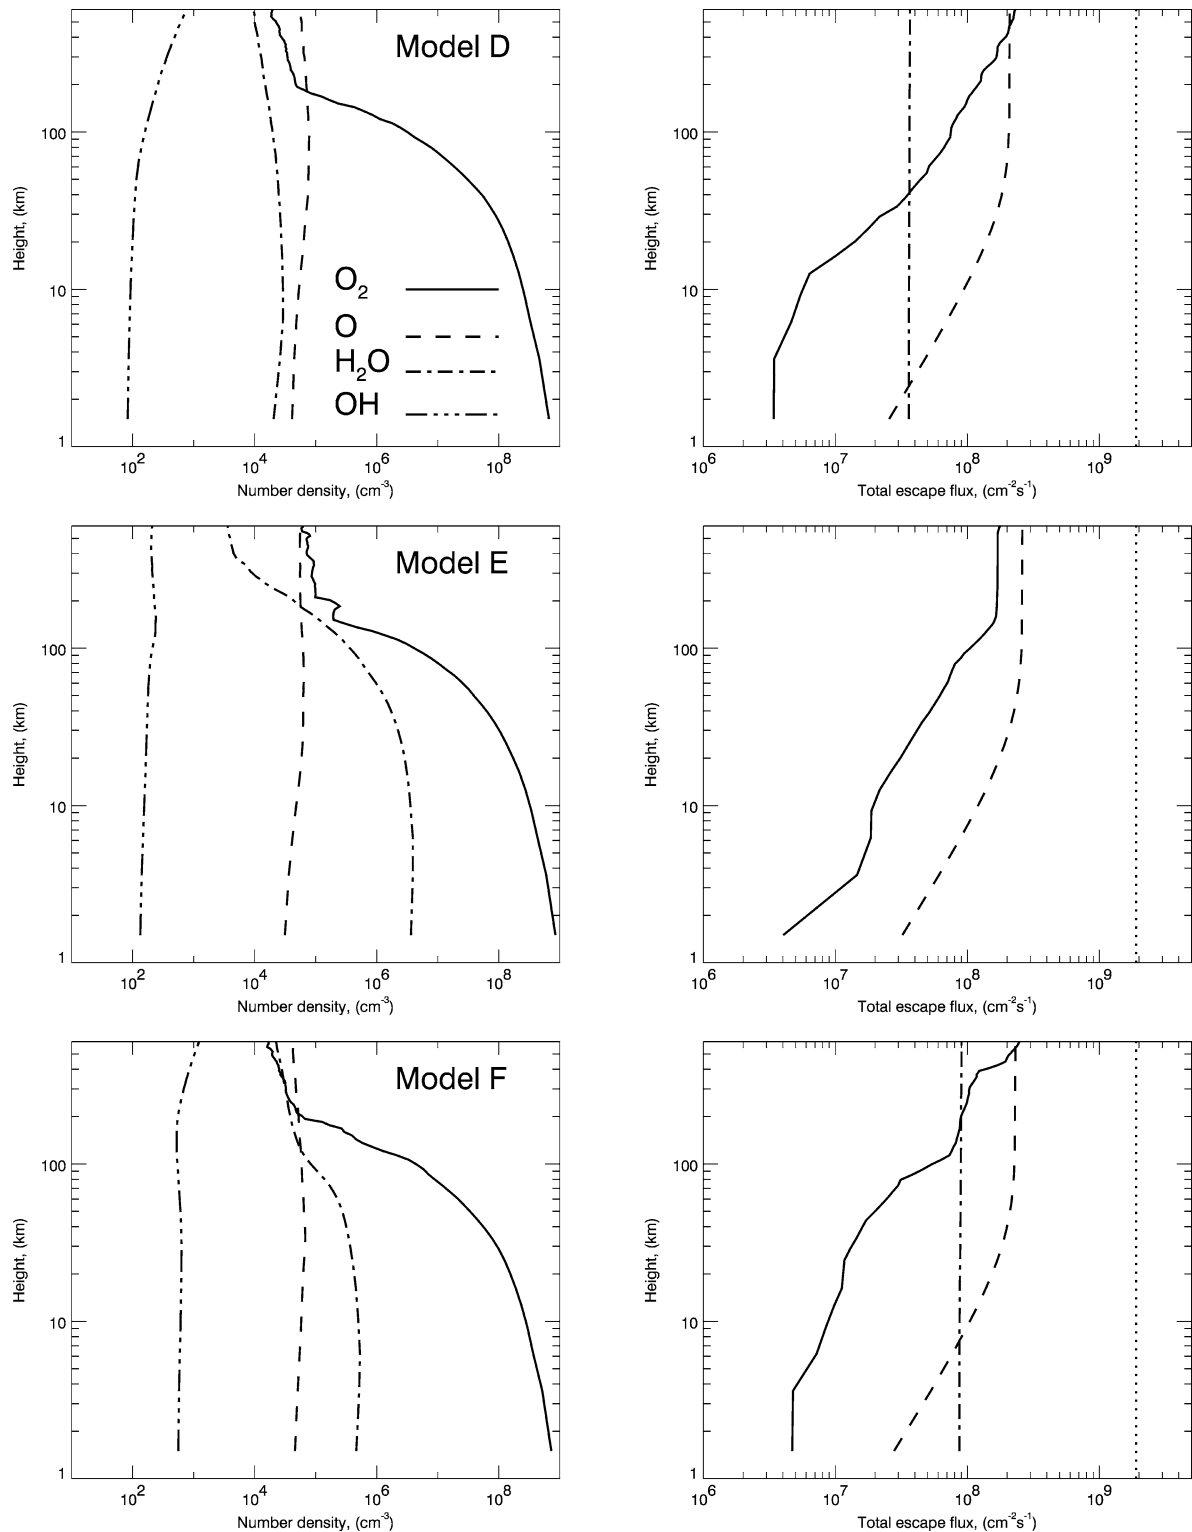 Model D
100
10
1
Height, (km)
O2
O
H2O
OH
10^2 10^4 10^6 10^8
Number density, (cm^-3)
100
10
1
Height, (km)
10^6 10^7 10^8 10^9
Total escape flux, (cm^-2s^-1)
Model E
100
10
1
Height, (km)
10^2 10^4 10^6 10^8
Number density, (cm^-3)
100
10
1
Height, (km)
10^6 10^7 10^8 10^9
Total escape flux, (cm^-2s^-1)
Model F
100
10
1
Height, (km)
10^2 10^4 10^6 10^8
Number density, (cm^-3)
100
10
1
Height, (km)
10^6 10^7 10^8 10^9
Total escape flux, (cm^-2s^-1)